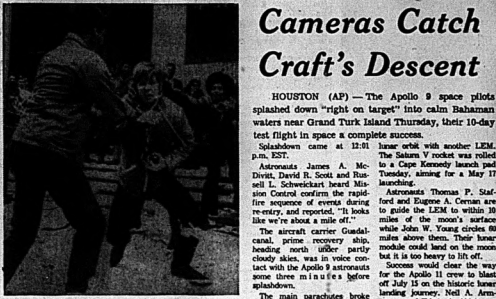 Cameras Catch
Craft's Descent
HOUSTON (AP) — The Apollo 9 space pilots
splashed down "right on target" into calm Bahaman
waters near Grand Turk Island Thursday, their 10-day
test flight in space a complete success.
Splashdown came at 12:01
p.m. EST.
Astronauts James A. Mc-
Divitt, David R. Scott and Rus-
sell L. Schweickart heard Mis-
sion Control confirm the rapid-
fire sequence of events during
re-entry, and reported, "It looks
like we're about a mile off."
The aircraft carrier Guadal-
canal, prime recovery ship,
heading north under partly
cloudy skies, was in voice con-
tact with the Apollo 9 astronauts
some three minutes before
splashdown.
The main parachutes broke
lunar orbit with another LEM.
The Saturn V rocket was rolled
to a Cape Kennedy launch pad
Tuesday, aiming for a May 17
launching.
Astronauts Thomas P. Staf-
ford and Eugene A. Cernan are
to guide the LEM to within 10
miles of the moon's surface
while John W. Young circles 60
miles above them. Their lunar
module could land on the moon
but it is too heavy to lift off.
Success would clear the way
for the Apollo 11 crew to blast
off July 15 on the historic lunar
landing journey. Neil A. Arm-